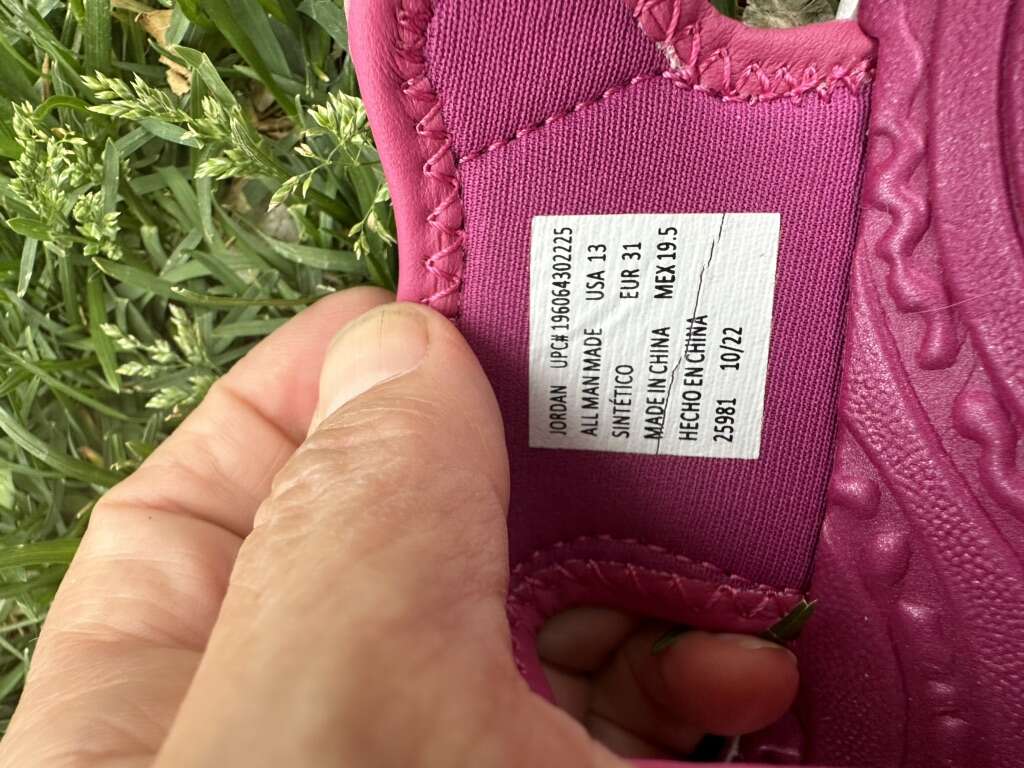 JORDAN UPC# 196064302225
ALL MAN MADE USA 13
SINTÉTICO EUR 31
MADE IN CHINA MEX 19.5
HECHO EN CHINA
25981 10/22